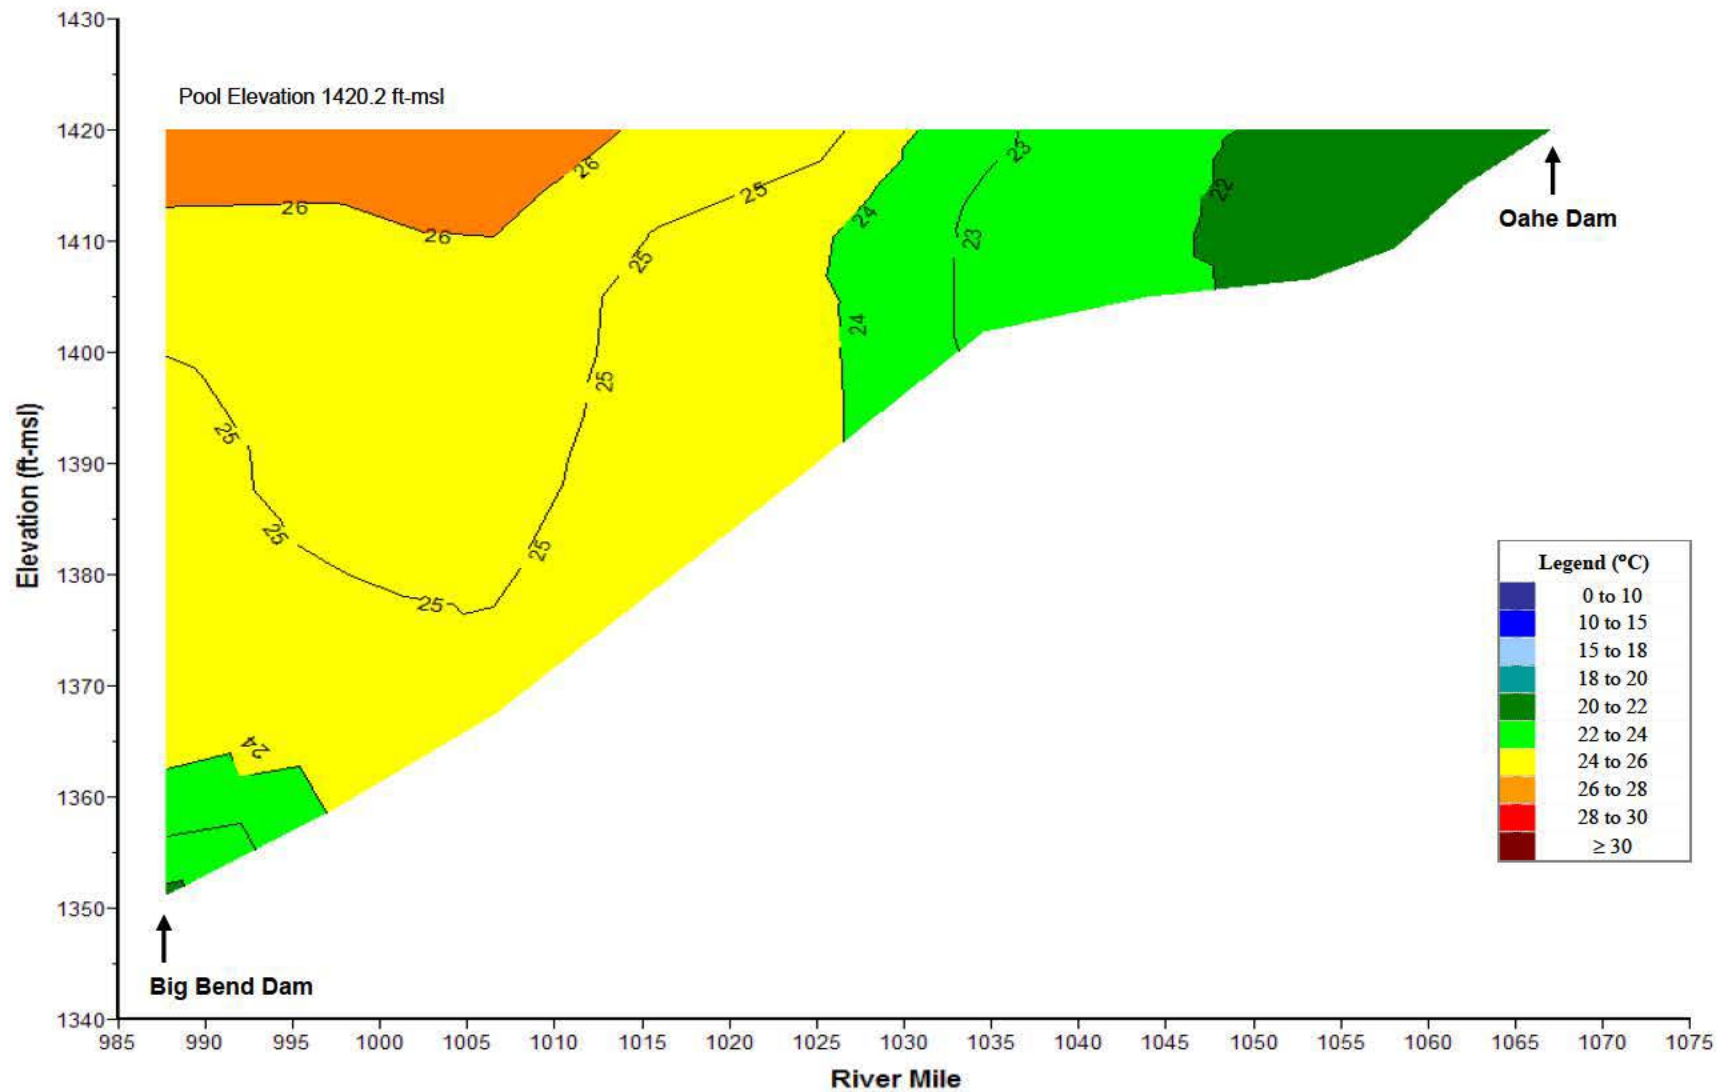 1430
Pool Elevation 1420.2 ft-msl
1420
26
23
25
22
26
24
Oahe Dam
26
23
1410
25
24
1400
25
Elevation (ft-msl)
25
1390
25
25
1380
25
Legend (°C)
0 to 10
10 to 15
15 to 18
18 to 20
20 to 22
22 to 24
24 to 26
26 to 28
28 to 30
≥ 30
1370
24
1360
1350
Big Bend Dam
1340
985 990 995 1000 1005 1010 1015 1020 1025 1030 1035 1040 1045 1050 1055 1060 1065 1070 1075
River Mile